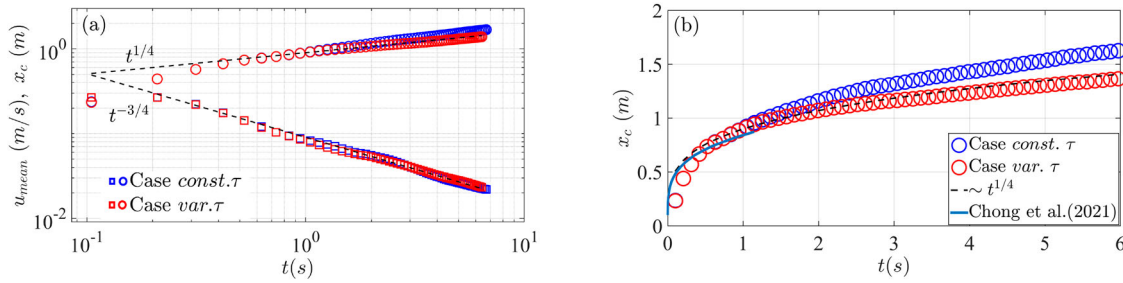 (a)
10^0
10^{-2}
u_{mean} (m/s), x_c (m)
t^{1/4}
t^{-3/4}
Case const.τ
Case var.τ
10^{-1}
10^0
10^1
t(s)
(b)
2
1.5
1
0.5
0
x_c (m)
Case const. τ
Case var. τ
~ t^{1/4}
Chong et al.(2021)
0 1 2 3 4 5 6
t(s)